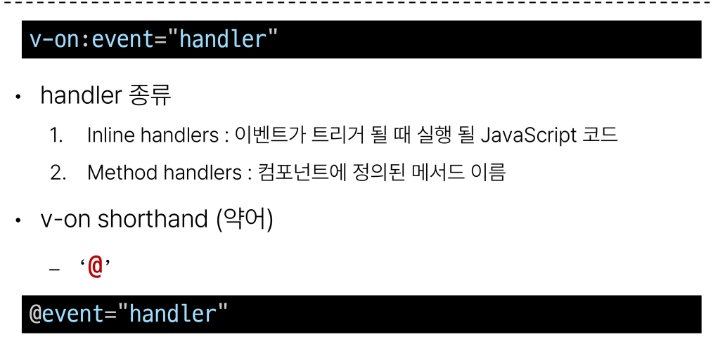 v-on:event="handler"
• handler 종류
1. Inline handlers : 이벤트가 트리거 될 때 실행 될 JavaScript 코드
2. Method handlers : 컴포넌트에 정의된 메서드 이름
• v-on shorthand (약어)
– ‘@’
@event="handler"